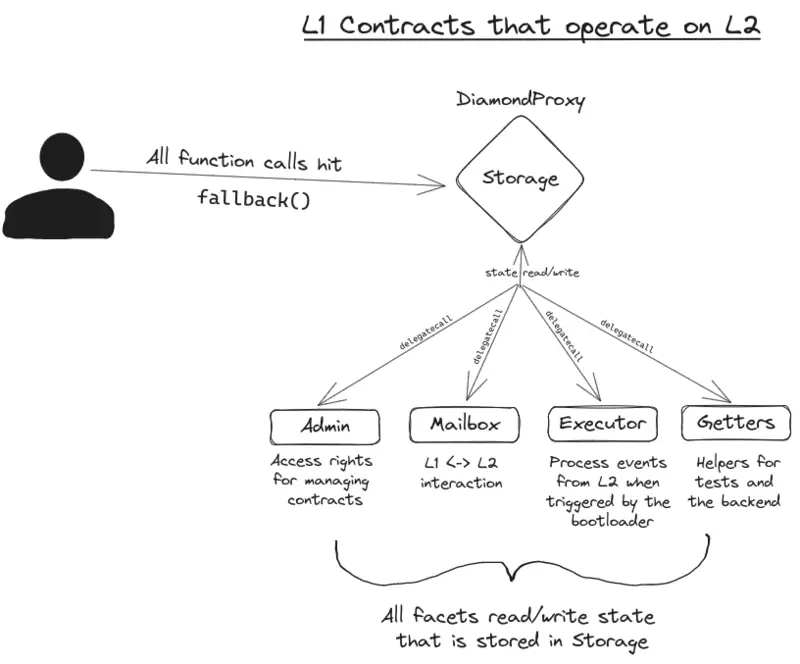 L1 Contracts that operate on L2
DiamondProxy
All function calls hit
fallback()
Storage
state read/write
delegatecall
delegatecall
delegatecall
delegatecall
Admin
Mailbox
Executor
Getters
Access rights
for managing
contracts
L1 <-> L2
interaction
Process events
from L2 when
triggered by the
bootloader
Helpers for
tests and
the backend
All facets read/write state
that is stored in Storage